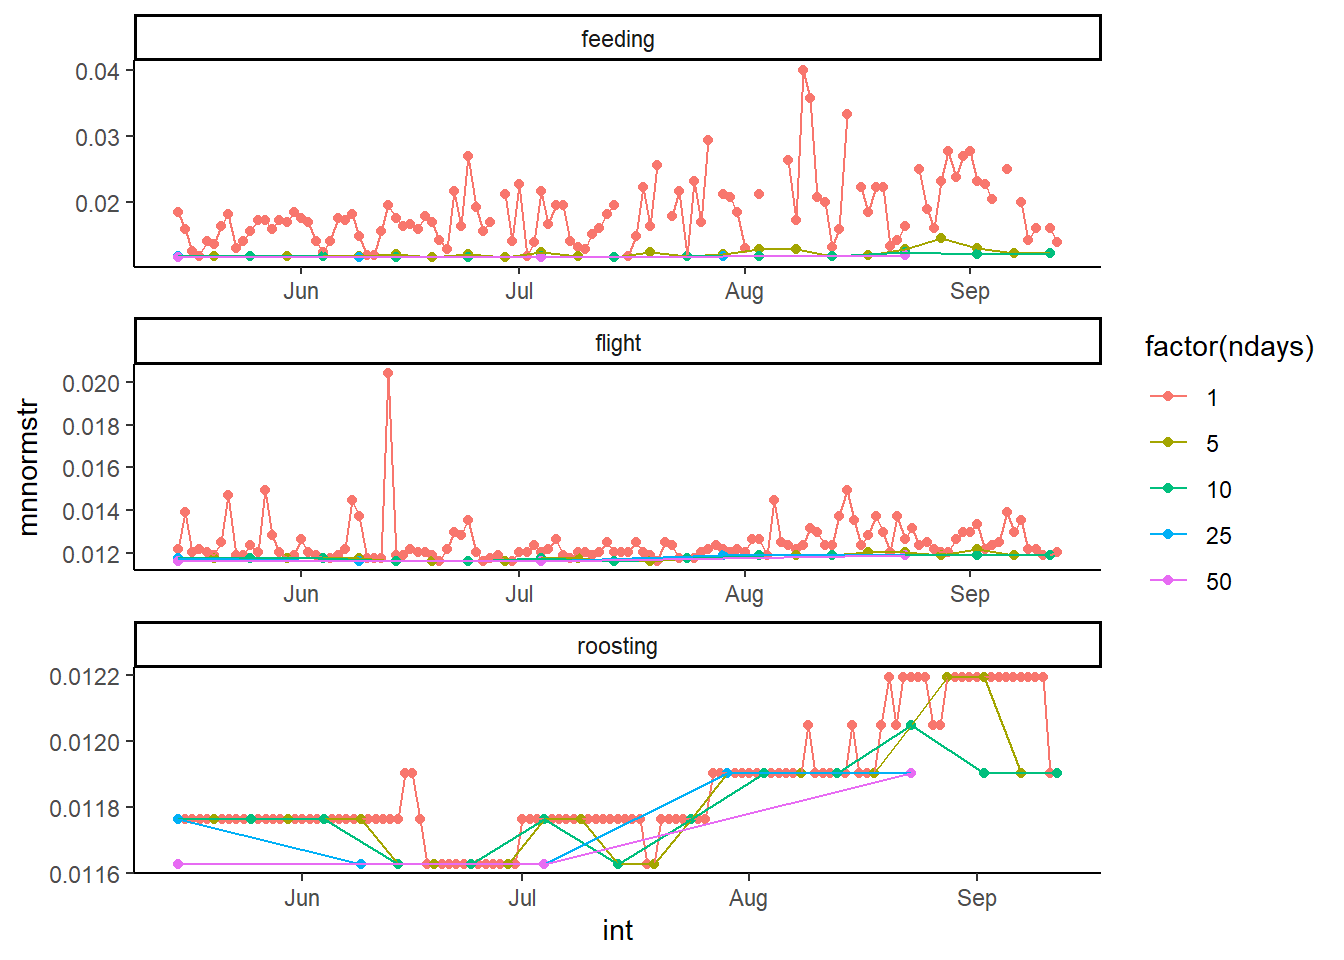 feeding
0.04
0.03
0.02
Jun Jul Aug Sep
flight
0.020
0.018
0.016
0.014
0.012
Jun Jul Aug Sep
roosting
0.0122
0.0120
0.0118
0.0116
Jun Jul Aug Sep
int
mnnormstr
factor(ndays)
1
5
10
25
50